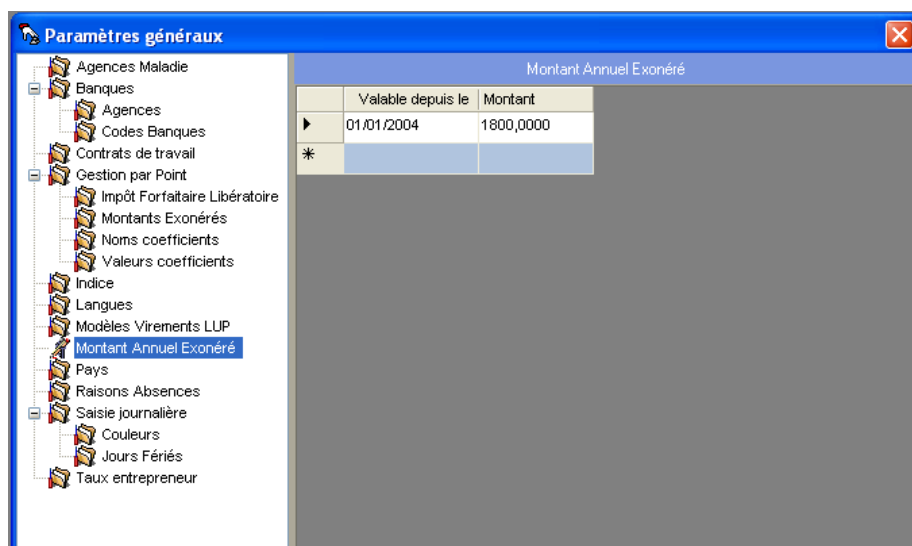 Paramètres généraux
Agences Maladie
Banques
Agences
Codes Banques
Contrats de travail
Gestion par Point
Impôt Forfaitaire Libératoire
Montants Exonérés
Noms coefficients
Valeurs coefficients
Indice
Langues
Modèles Virements LUP
Montant Annuel Exonéré
Pays
Raisons Absences
Saisie journalière
Couleurs
Jours Fériés
Taux entrepreneur
Montant Annuel Exonéré
Valable depuis le Montant
01/01/2004 1800,0000